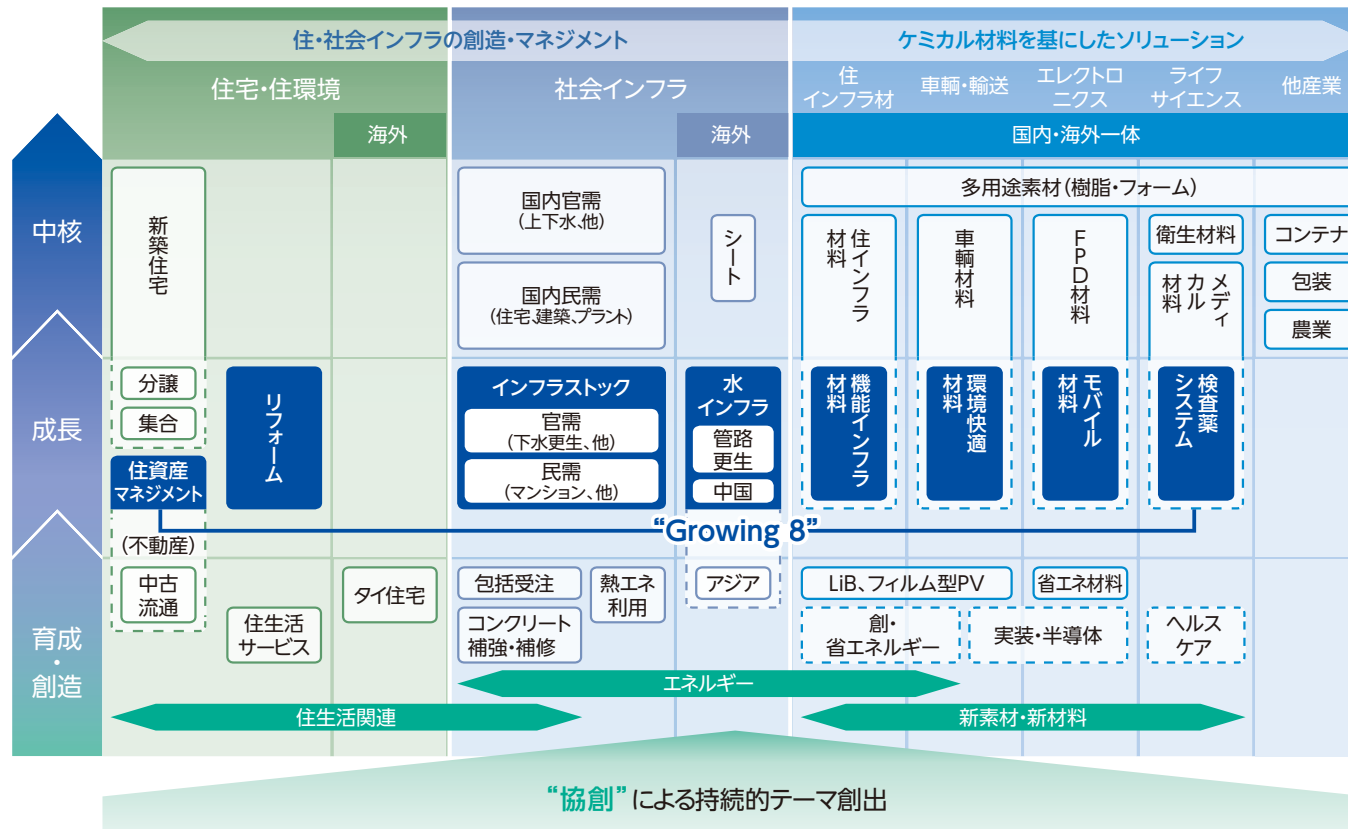 住・社会インフラの創造・マネジメント
ケミカル材料を基にしたソリューション
住宅・住環境
社会インフラ
住
インフラ材
車輌・輸送
エレクトロ
ニクス
ライフ
サイエンス
他産業
海外
海外
国内・海外一体
中核
新築住宅
国内官需
(上下水、他)
国内民需
(住宅、建築、プラント)
シート
多用途素材(樹脂・フォーム)
住インフラ
材料
車輌材料
FPD材料
衛生材料
メディ
カル
材料
コンテナ
包装
農業
成長
分譲
集合
住資産
マネジメント
リフォーム
インフラストック
官需
(下水更生、他)
民需
(マンション、他)
水
インフラ
管路
更生
中国
機能インフラ
材料
環境快適
材料
モバイル
材料
検査薬
システム
“Growing 8”
育成
・
創造
(不動産)
中古
流通
住生活
サービス
タイ住宅
包括受注
熱エネ
利用
コンクリート
補強・補修
アジア
LiB、フィルム型PV
省エネ材料
創・
省エネルギー
実装・半導体
ヘルス
ケア
エネルギー
住生活関連
新素材・新材料
“協創”による持続的テーマ創出